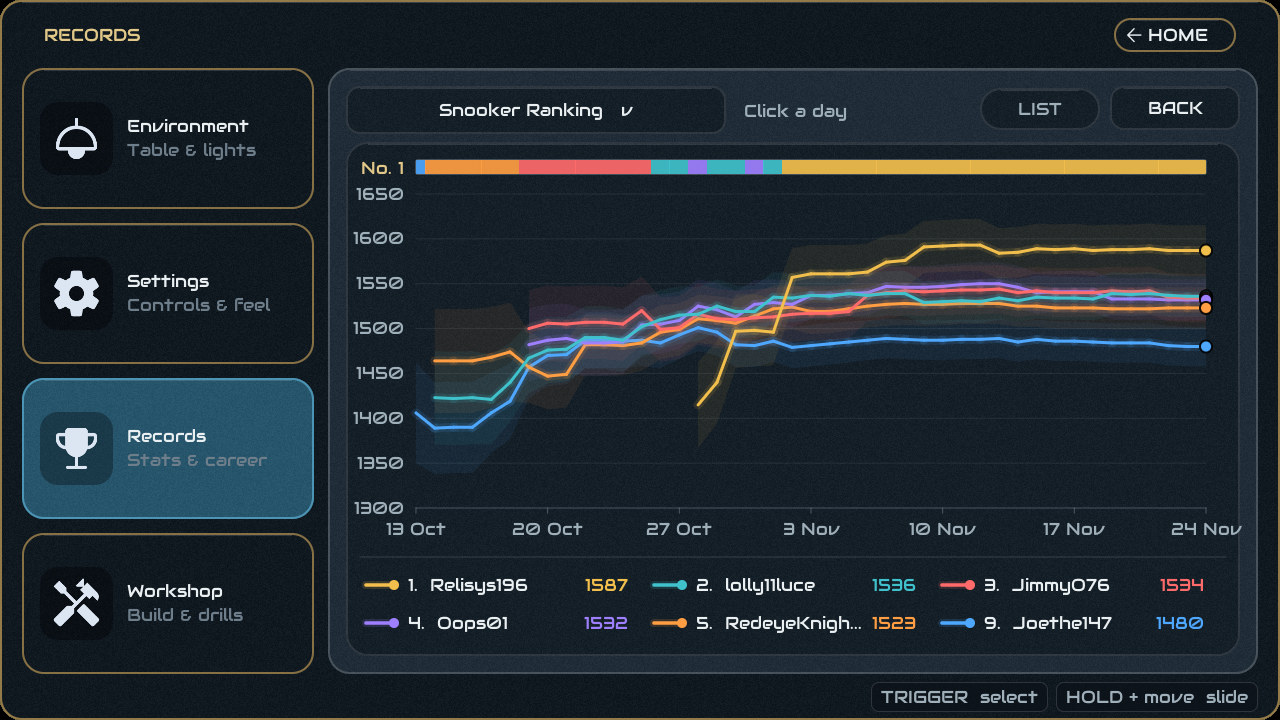 RECORDS
← HOME
Environment
Table & lights
Settings
Controls & feel
Records
Stats & career
Workshop
Build & drills
Snooker Ranking v
Click a day
LIST
BACK
No. 1
1650
1600
1550
1500
1450
1400
1350
1300
13 Oct 20 Oct 27 Oct 3 Nov 10 Nov 17 Nov 24 Nov
1. Relisys196 1587 2. lolly11luce 1536 3. JimmyO76 1534
4. Oops01 1532 5. RedeyeKnigh... 1523 9. Joethe147 1480
TRIGGER select HOLD + move slide